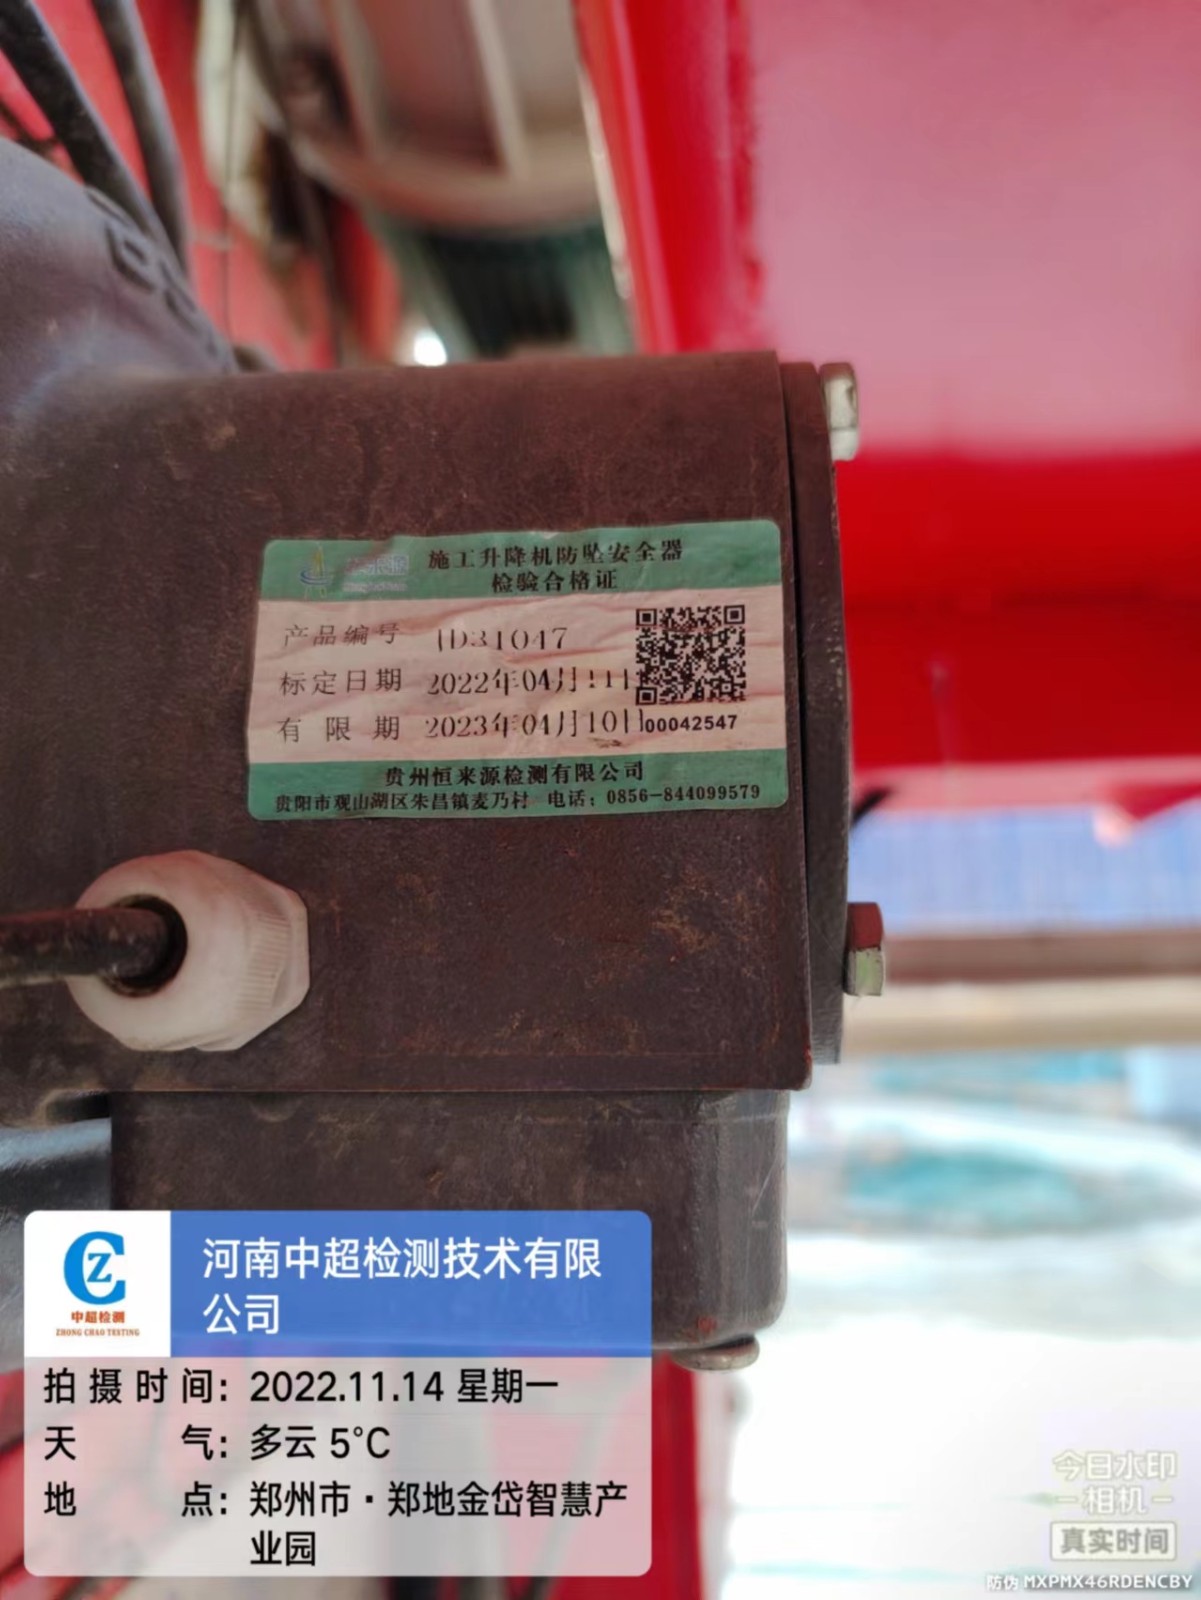 施工升降机防坠安全器
检验合格证
产品编号 HD31047
标定日期 2022年04月11日
有限期 2023年04月10日
00042547
贵州恒来源检测有限公司
贵阳市观山湖区朱昌镇麦乃村 电话：0856-844099579
中超检测
ZHONG CHAO TESTING
河南中超检测技术有限
公司
拍摄时间：2022.11.14 星期一
天气：多云 5°C
地点：郑州市·郑地金岱智慧产
业园
今日水印
相机
真实时间
防伪 MXPMX46RDENCBY